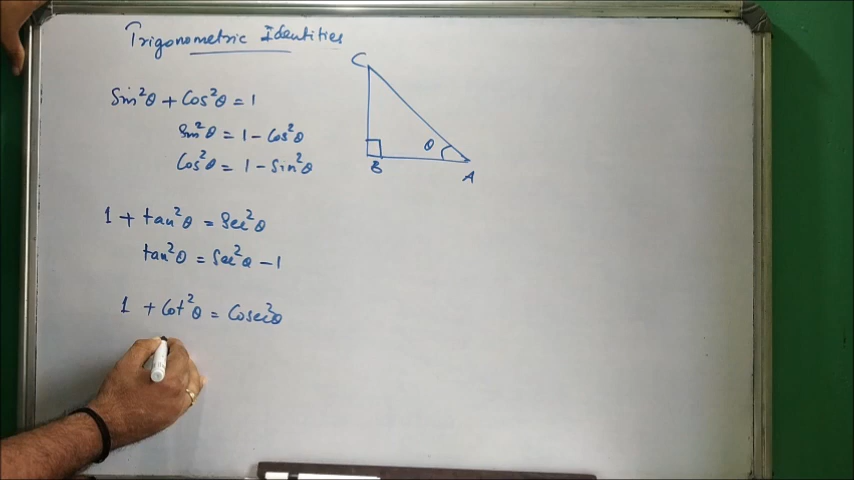 Trigonometric Identities
Sin²θ + Cos²θ = 1
Sin²θ = 1 - Cos²θ
Cos²θ = 1 - Sin²θ
1 + tan²θ = Sec²θ
tan²θ = Sec²θ - 1
1 + Cot²θ = Cosec²θ
C
θ
B
A